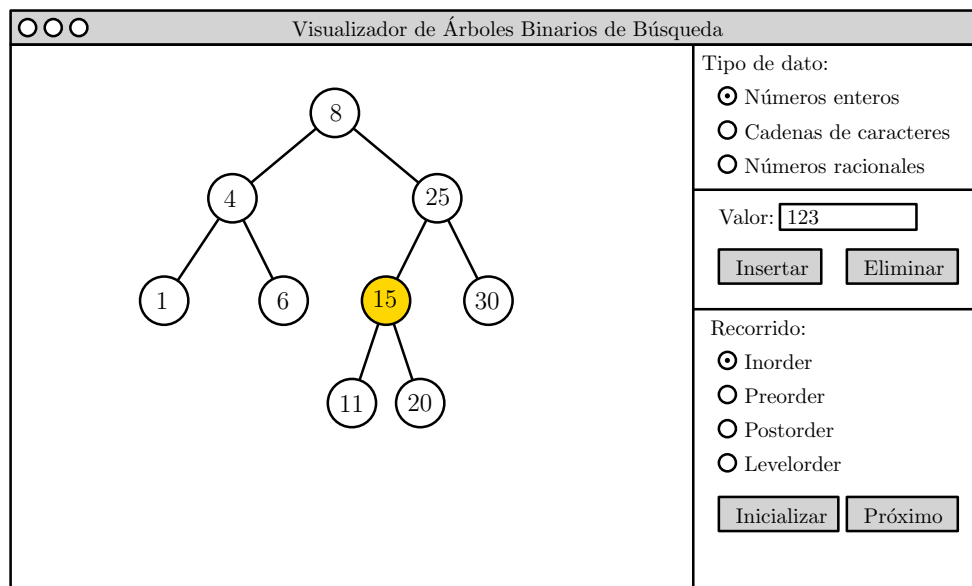 Visualizador de Árboles Binarios de Búsqueda
8
4
25
1
6
15
30
11
20
Tipo de dato:
Números enteros
Cadenas de caracteres
Números racionales
Valor: 123
Insertar Eliminar
Recorrido:
Inorder
Preorder
Postorder
Levelorder
Inicializar Próximo